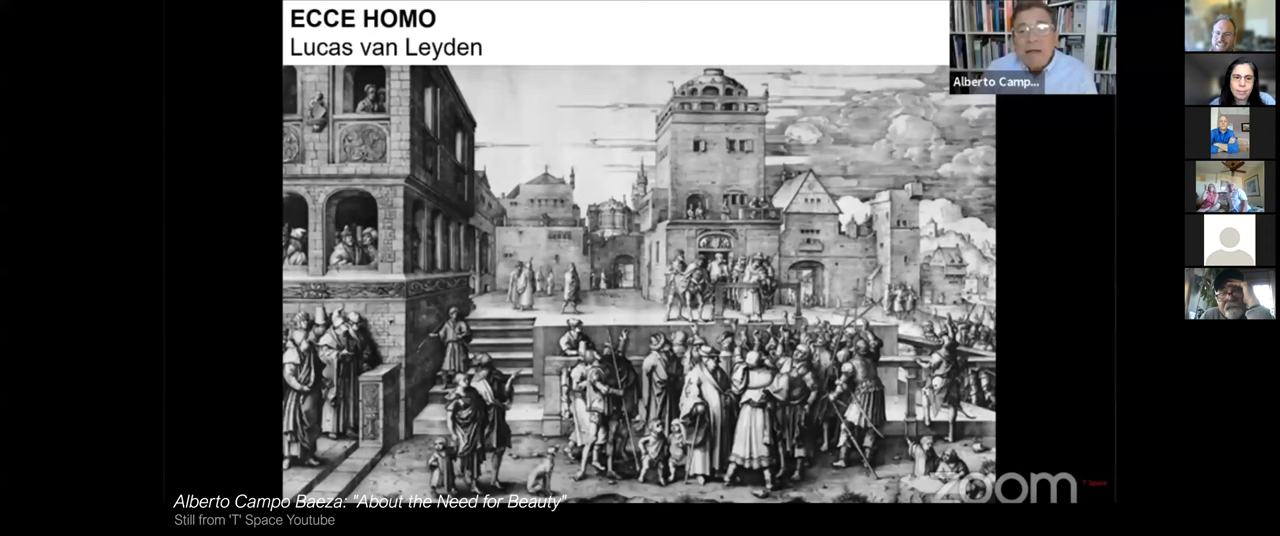 ECCE HOMO
Lucas van Leyden
Alberto Camp...
zoom
T Space
Alberto Campo Baeza: "About the Need for Beauty"
Still from 'T' Space Youtube